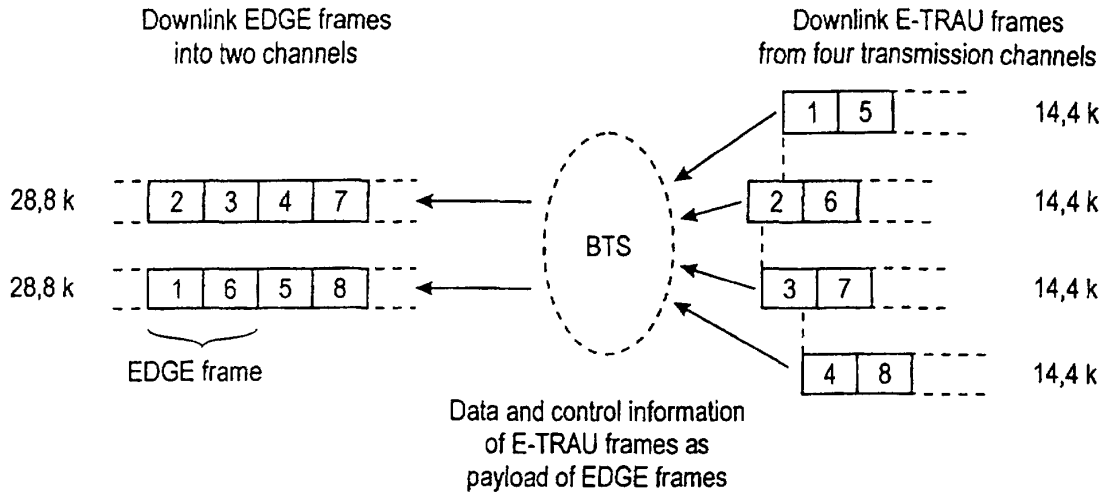 Downlink EDGE frames
into two channels
Downlink E-TRAU frames
from four transmission channels
1 5 14,4 k
28,8 k 2 3 4 7
2 6 14,4 k
BTS
28,8 k 1 6 5 8
3 7 14,4 k
EDGE frame
4 8 14,4 k
Data and control information
of E-TRAU frames as
payload of EDGE frames